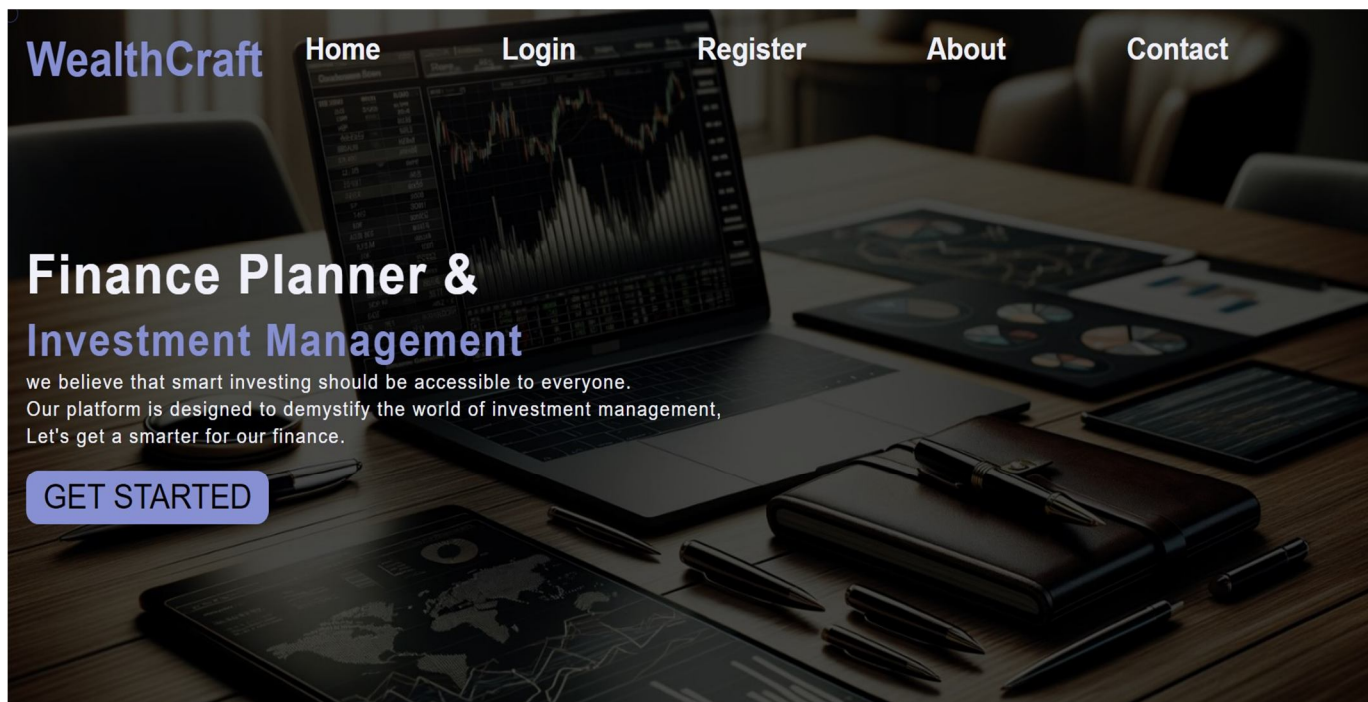 WealthCraft
Home Login Register About Contact
Finance Planner &
Investment Management
we believe that smart investing should be accessible to everyone.
Our platform is designed to demystify the world of investment management,
Let's get a smarter for our finance.
GET STARTED